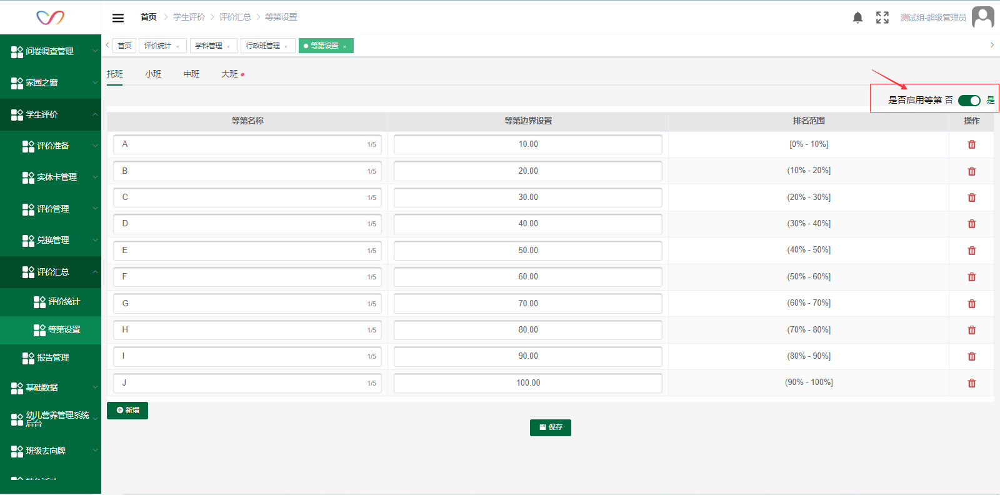 首页 > 学生评价 > 评价汇总 > 等第设置
测试组-超级管理员
首页 评价统计 × 学科管理 × 行政班管理 × 等第设置 ×
问卷调查管理
家园之窗
学生评价
评价准备
实体卡管理
评价管理
兑换管理
评价汇总
评价统计
等第设置
报告管理
基础数据
幼儿营养管理系统
后台
班级去向牌
托班 小班 中班 大班
是否启用等第 否 是
等第名称 等第边界设置 排名范围 操作
A 1/5 10.00 [0% - 10%]
B 1/5 20.00 (10% - 20%]
C 1/5 30.00 (20% - 30%]
D 1/5 40.00 (30% - 40%]
E 1/5 50.00 (40% - 50%]
F 1/5 60.00 (50% - 60%]
G 1/5 70.00 (60% - 70%]
H 1/5 80.00 (70% - 80%]
I 1/5 90.00 (80% - 90%]
J 1/5 100.00 (90% - 100%]
新增
保存